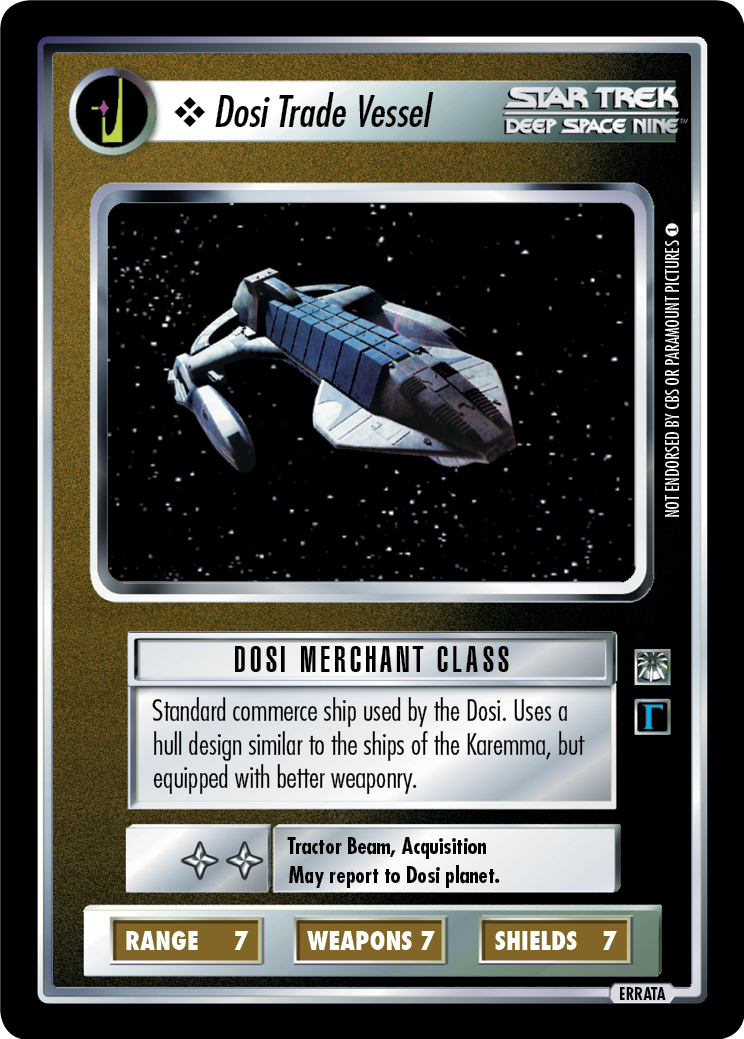 ❖ Dosi Trade Vessel
STAR TREK
DEEP SPACE NINE™
NOT ENDORSED BY CBS OR PARAMOUNT PICTURES 1
DOSI MERCHANT CLASS
Standard commerce ship used by the Dosi. Uses a
hull design similar to the ships of the Karemma, but
equipped with better weaponry.
Γ
Tractor Beam, Acquisition
May report to Dosi planet.
RANGE 7
WEAPONS 7
SHIELDS 7
ERRATA